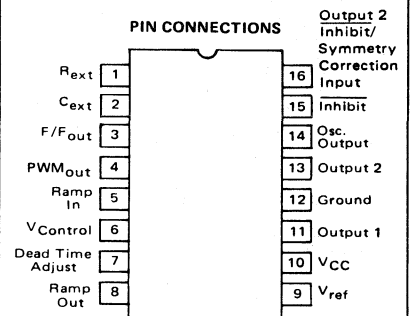 PIN CONNECTIONS
Output 2
Inhibit/
Symmetry
Correction
Input
Rext 1
16
Cext 2
15 Inhibit
F/Fout 3
14 Osc.
Output
PWMout 4
13 Output 2
Ramp
In 5
12 Ground
VControl 6
11 Output 1
Dead Time
Adjust 7
10 VCC
Ramp
Out 8
9 Vref